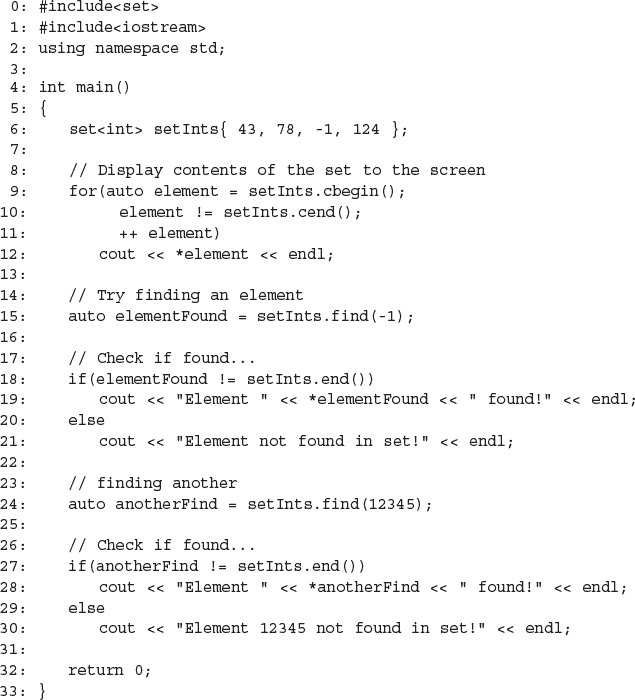 0: #include<set>
1: #include<iostream>
2: using namespace std;
3:
4: int main()
5: {
6:    set<int> setInts{ 43, 78, -1, 124 };
7:
8:    // Display contents of the set to the screen
9:    for(auto element = setInts.cbegin();
10:         element != setInts.cend();
11:         ++ element)
12:       cout << *element << endl;
13:
14:    // Try finding an element
15:    auto elementFound = setInts.find(-1);
16:
17:    // Check if found...
18:    if(elementFound != setInts.end())
19:       cout << "Element " << *elementFound << " found!" << endl;
20:    else
21:       cout << "Element not found in set!" << endl;
22:
23:    // finding another
24:    auto anotherFind = setInts.find(12345);
25:
26:    // Check if found...
27:    if(anotherFind != setInts.end())
28:       cout << "Element " << *anotherFind << " found!" << endl;
29:    else
30:       cout << "Element 12345 not found in set!" << endl;
31:
32:    return 0;
33: }